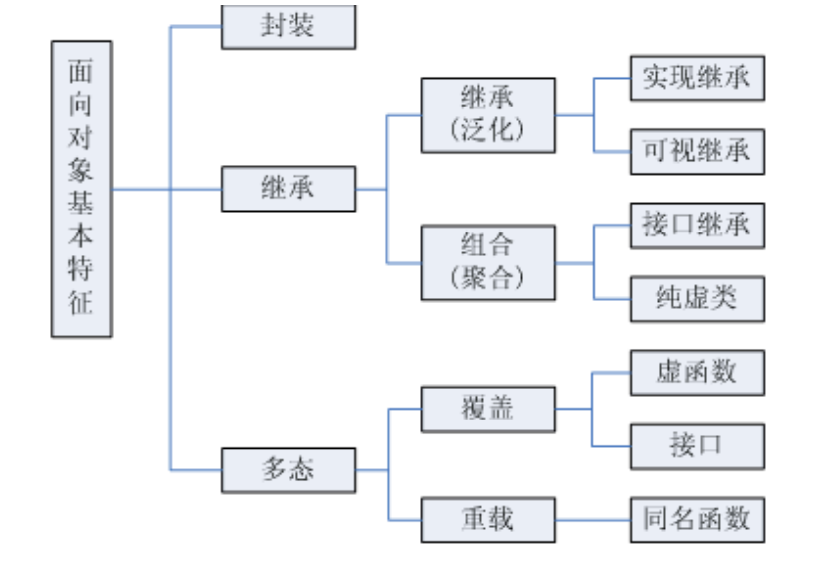 面向对象基本特征
封装
继承
继承
(泛化)
实现继承
可视继承
组合
(聚合)
接口继承
纯虚类
多态
覆盖
虚函数
接口
重载
同名函数